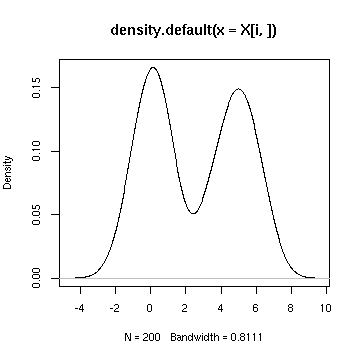 density.default(x = X[i, ])
Density
0.15
0.10
0.05
0.00
-4 -2 0 2 4 6 8 10
N = 200 Bandwidth = 0.8111